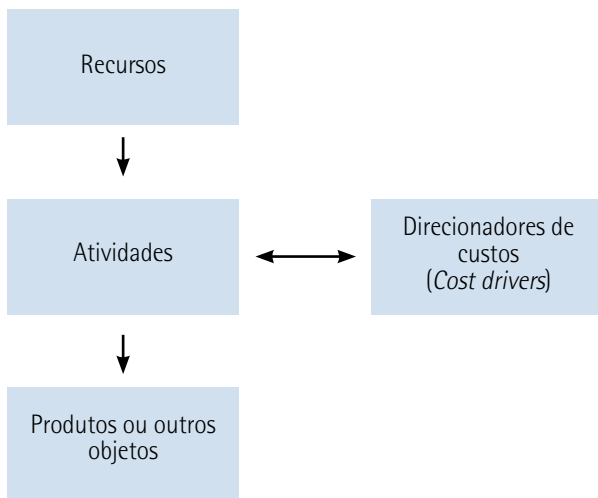 Recursos
Atividades
Direcionadores de
custos
(Cost drivers)
Produtos ou outros
objetos